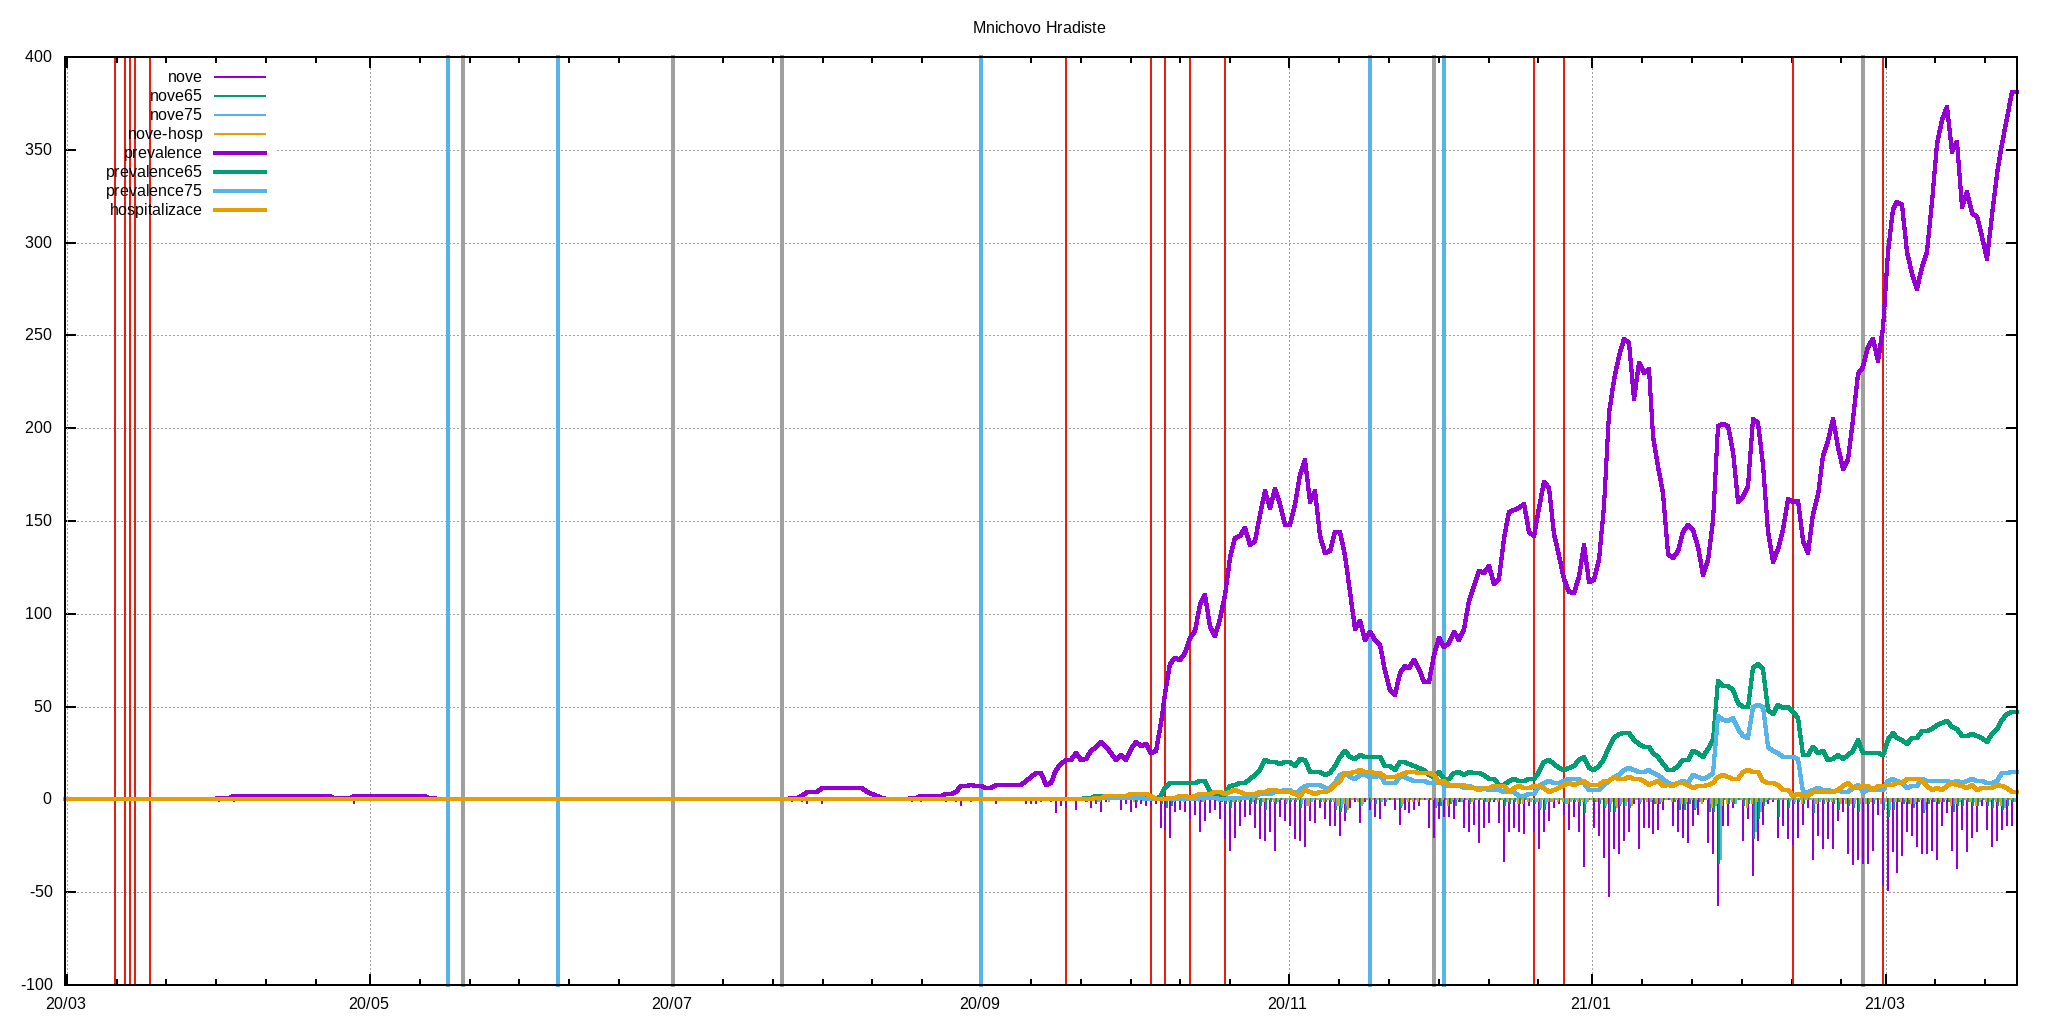 Mnichovo Hradiste
400
350
300
250
200
150
100
50
0
-50
-100
nove
nove65
nove75
nove-hosp
prevalence
prevalence65
prevalence75
hospitalizace
20/03
20/05
20/07
20/09
20/11
21/01
21/03